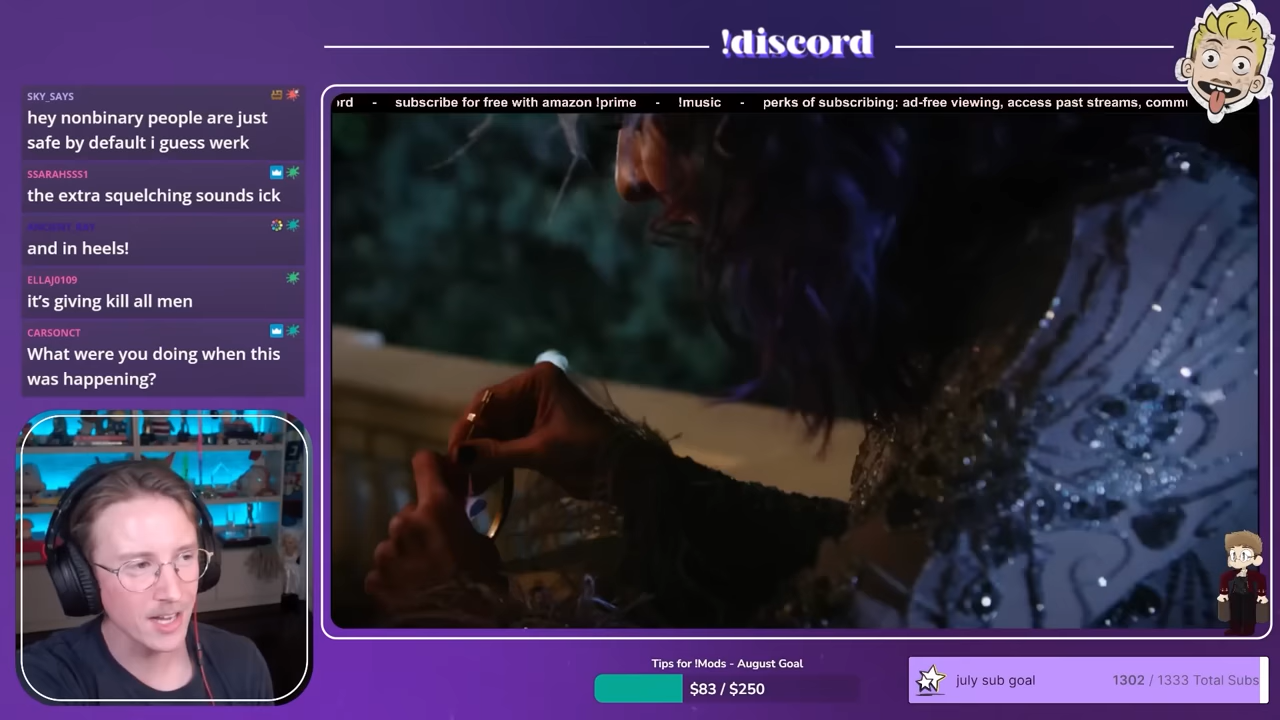 !discord
ord - subscribe for free with amazon !prime - !music - perks of subscribing: ad-free viewing, access past streams, comm
SKY_SAYS
hey nonbinary people are just
safe by default i guess werk
SSARAHSSS1
the extra squelching sounds ick
and in heels!
ELLAJ0109
it's giving kill all men
CARSONCT
What were you doing when this
was happening?
Tips for !Mods - August Goal
$83 / $250
july sub goal
1302 / 1333 Total Subs